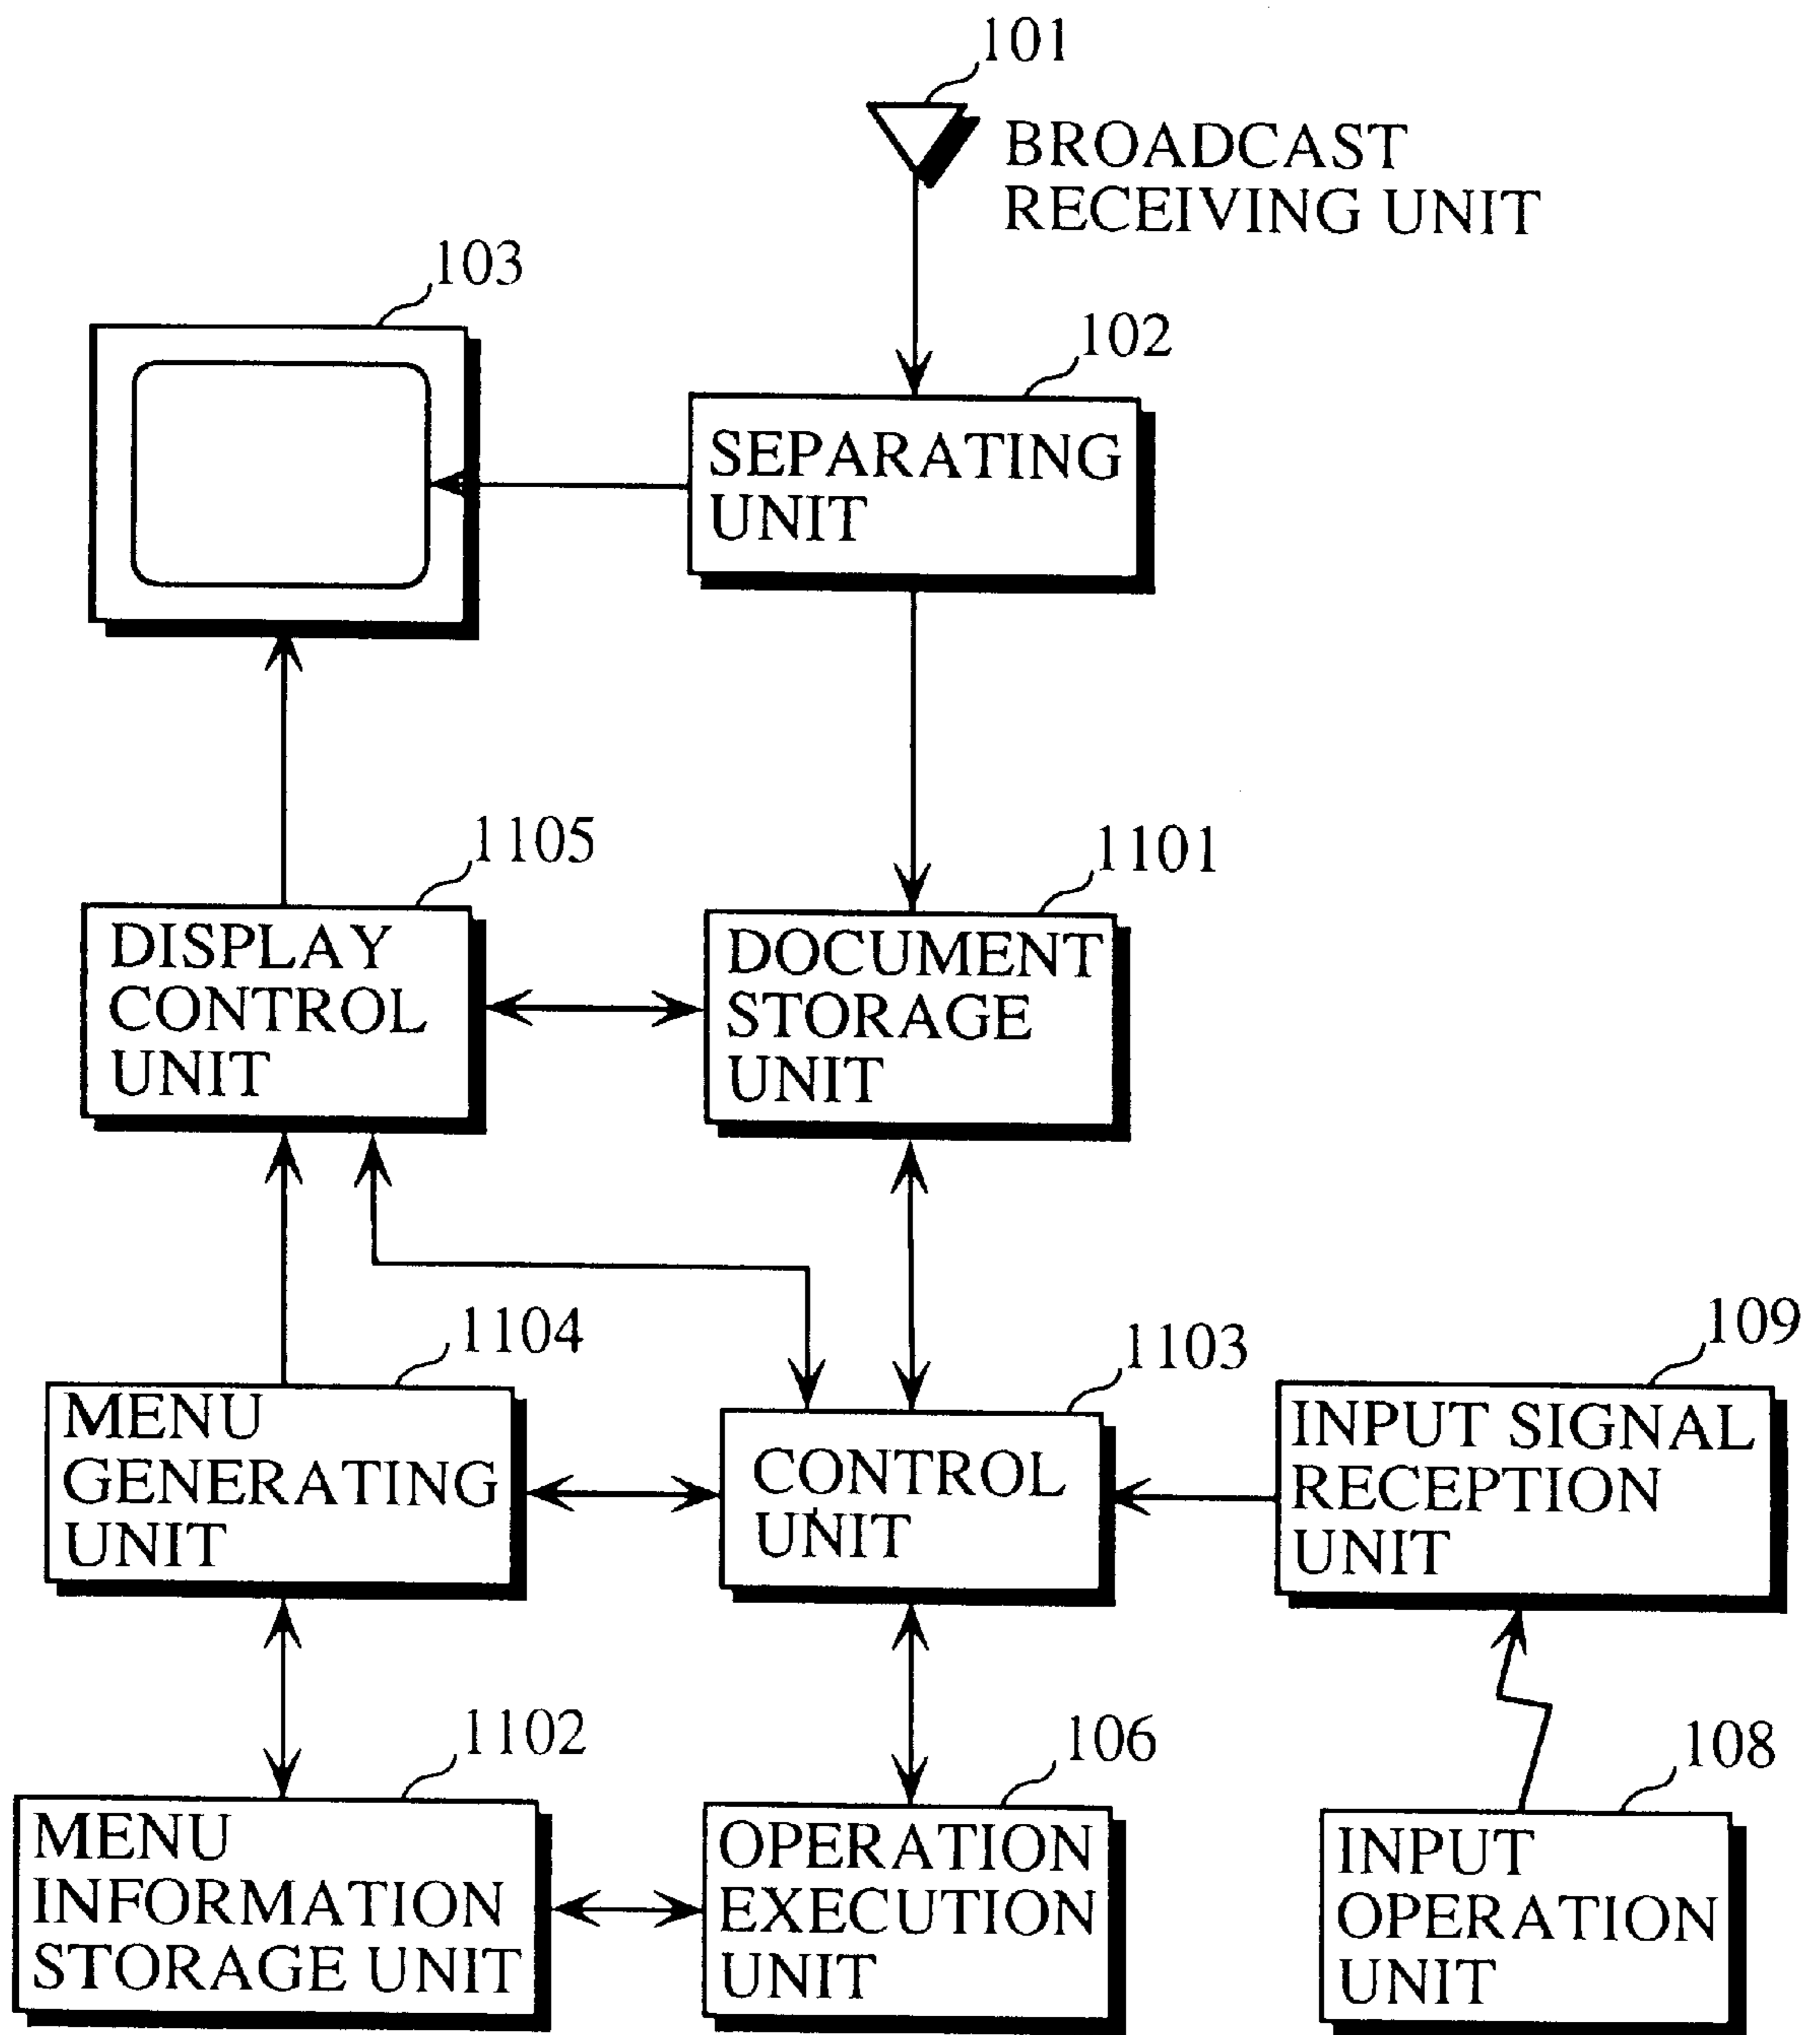 101
BROADCAST
RECEIVING UNIT
103
102
SEPARATING
UNIT
1105
1101
DISPLAY
CONTROL
UNIT
DOCUMENT
STORAGE
UNIT
1104
1103
109
MENU
GENERATING
UNIT
CONTROL
UNIT
INPUT SIGNAL
RECEPTION
UNIT
1102
106
108
MENU
INFORMATION
STORAGE UNIT
OPERATION
EXECUTION
UNIT
INPUT
OPERATION
UNIT